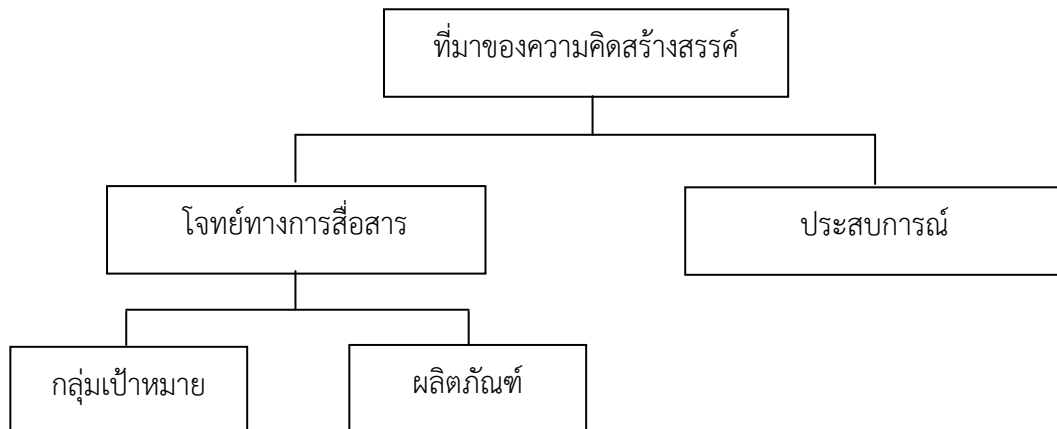 ที่มาของความคิดสร้างสรรค์
โจทย์ทางการสื่อสาร
ประสบการณ์
กลุ่มเป้าหมาย
ผลิตภัณฑ์